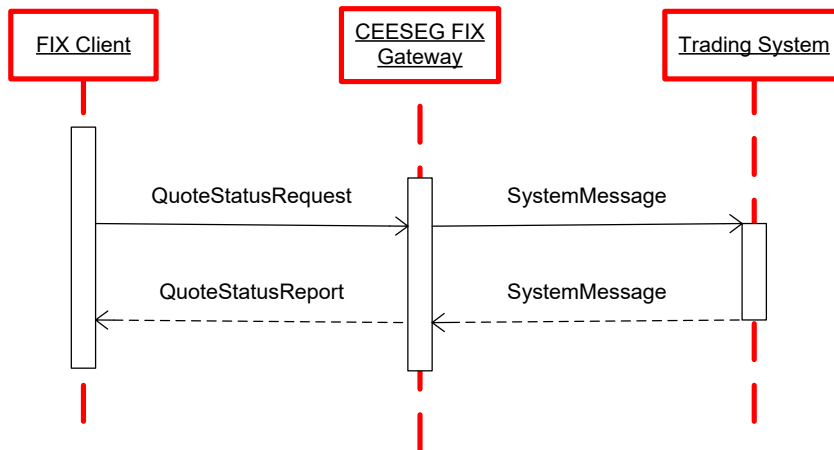 FIX Client
CEESEG FIX
Gateway
Trading System
QuoteStatusRequest
SystemMessage
QuoteStatusReport
SystemMessage